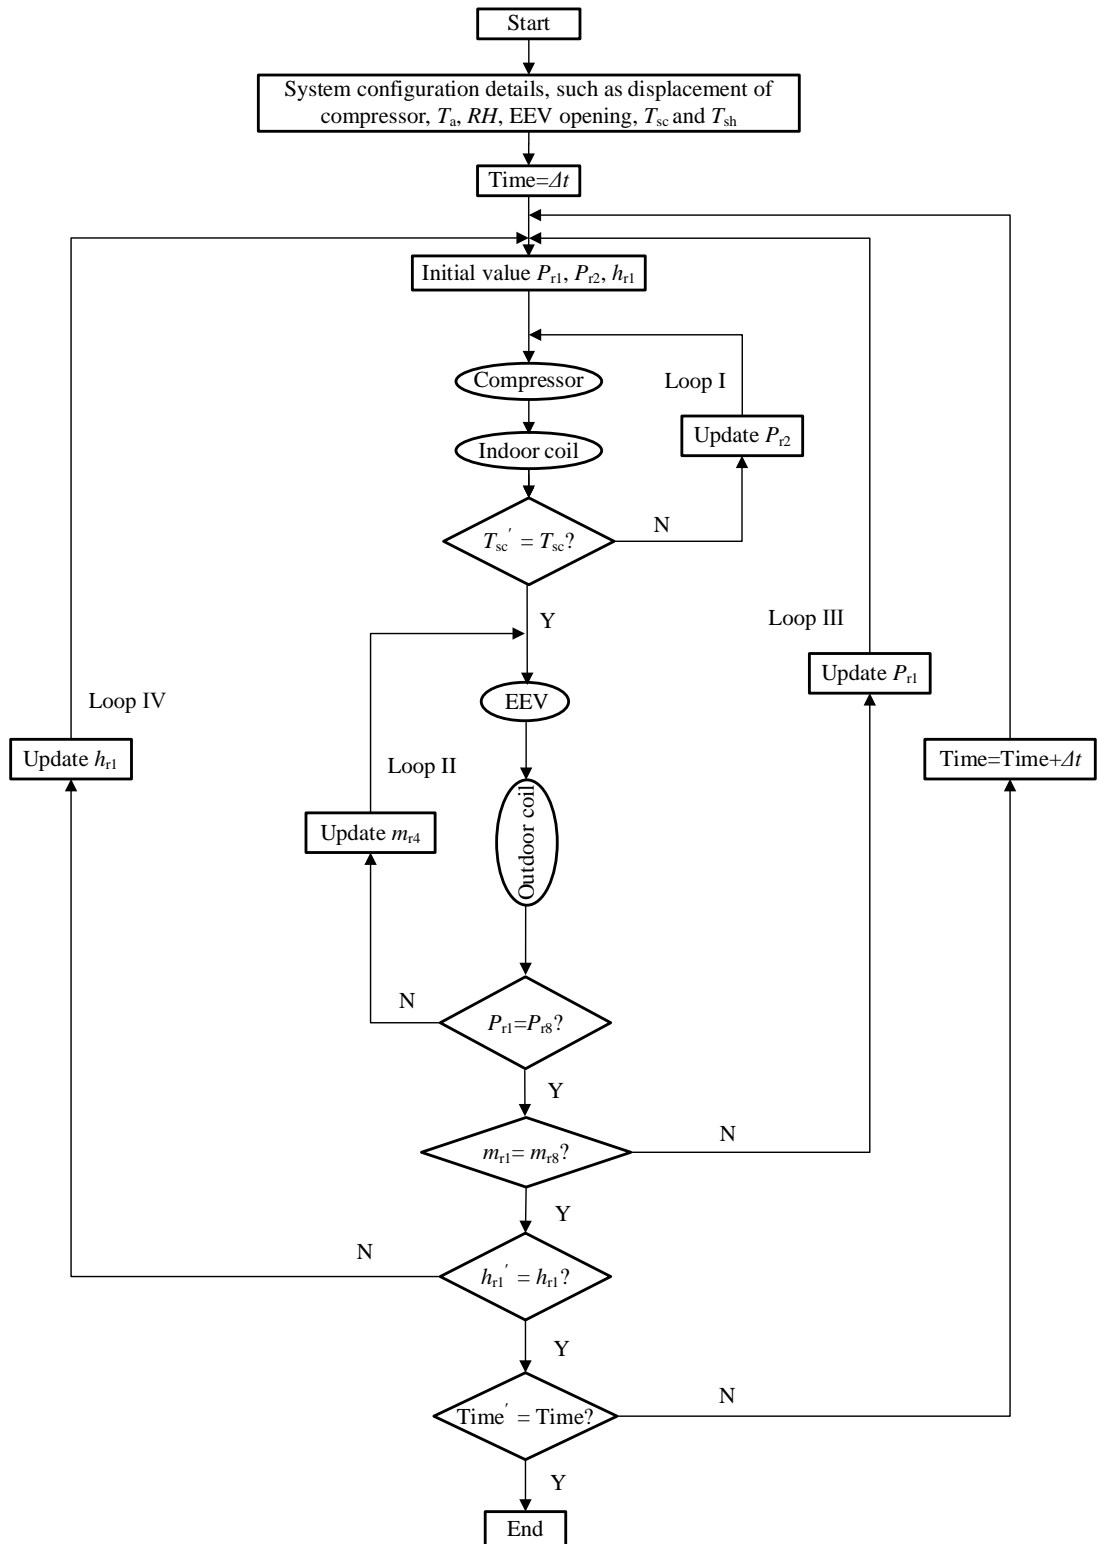 Start
System configuration details, such as displacement of
compressor, Tₐ, RH, EEV opening, Tsc and Tsh
Time=Δt
Initial value Pr1, Pr2, hr1
Compressor
Loop I
Indoor coil
Update Pr2
Tsc′ = Tsc?
N
Y
Loop III
Update Pr1
EEV
Loop IV
Update hr1
Time=Time+Δt
Loop II
Outdoor coil
Update mr4
N
Pr1=Pr8?
Y
N
mr1= mr8?
Y
N
hr1′ = hr1?
Y
N
Time′ = Time?
Y
End